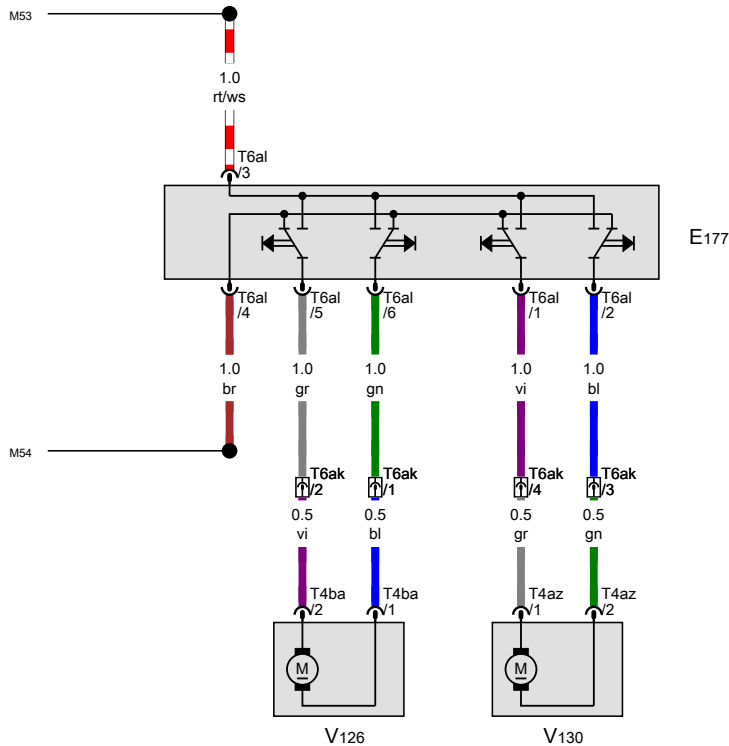 M53
1.0
rt/ws
T6al
/3
E177
T6al
/4
T6al
/5
T6al
/6
T6al
/1
T6al
/2
1.0
br
1.0
gr
1.0
gn
1.0
vi
1.0
bl
M54
T6ak
/2
T6ak
/1
T6ak
/4
T6ak
/3
0.5
vi
0.5
bl
0.5
gr
0.5
gn
T4ba
/2
T4ba
/1
T4az
/1
T4az
/2
M
M
V126
V130